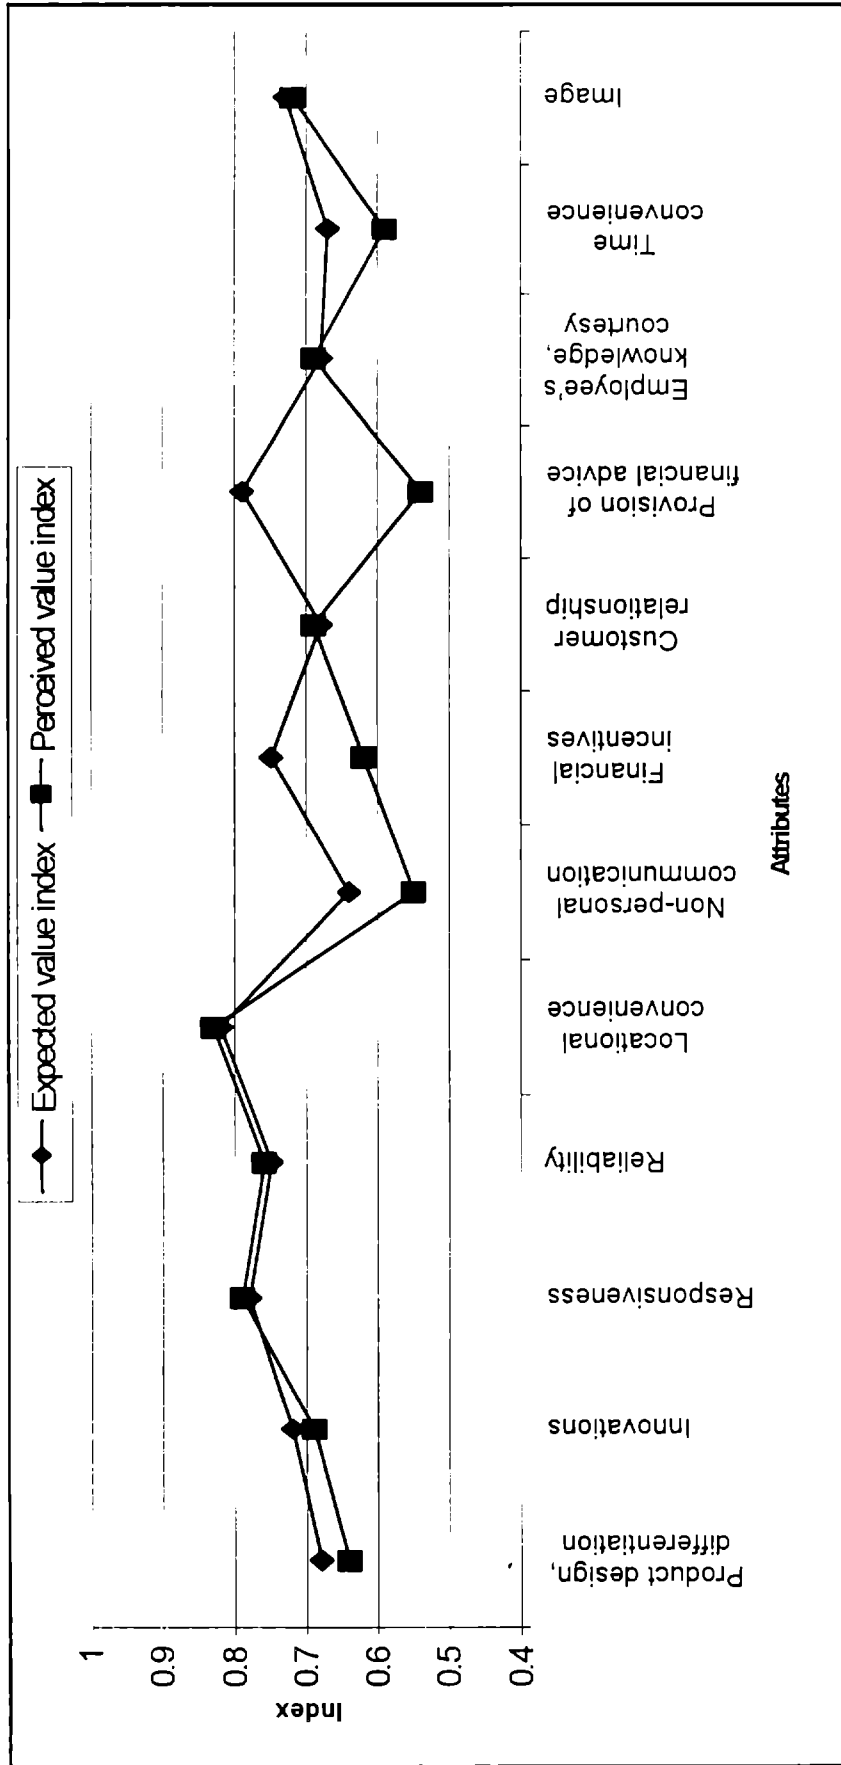 Expected value index
Perceived value index
1
0.9
0.8
0.7
0.6
0.5
0.4
Index
Product design,
differentiation
Innovations
Responsiveness
Reliability
Locational
convenience
Non-personal
communication
Financial
incentives
Customer
relationship
Provision of
financial advice
Employee's
knowledge,
courtesy
Time
convenience
Image
Attributes